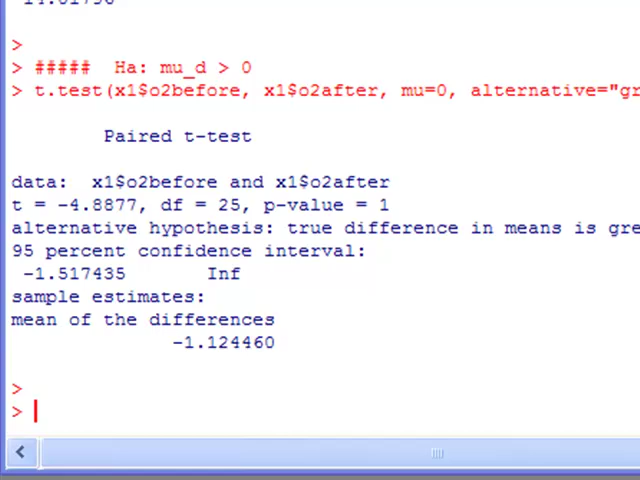 >
> ##### Ha: mu_d > 0
> t.test(x1$o2before, x1$o2after, mu=0, alternative="gr
Paired t-test
data: x1$o2before and x1$o2after
t = -4.8877, df = 25, p-value = 1
alternative hypothesis: true difference in means is gre
95 percent confidence interval:
-1.517435 Inf
sample estimates:
mean of the differences
-1.124460
>
>